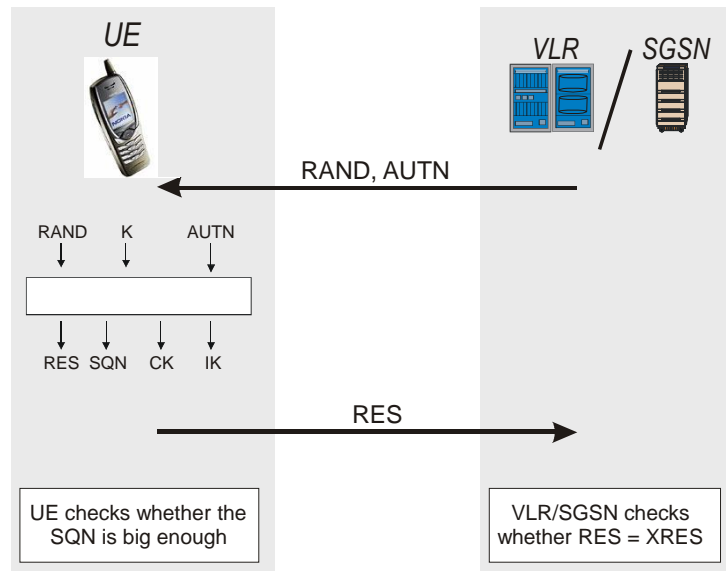 UE
VLR
SGSN
NOKIA
RAND, AUTN
RAND K AUTN
RES SQN CK IK
RES
UE checks whether the
SQN is big enough
VLR/SGSN checks
whether RES = XRES